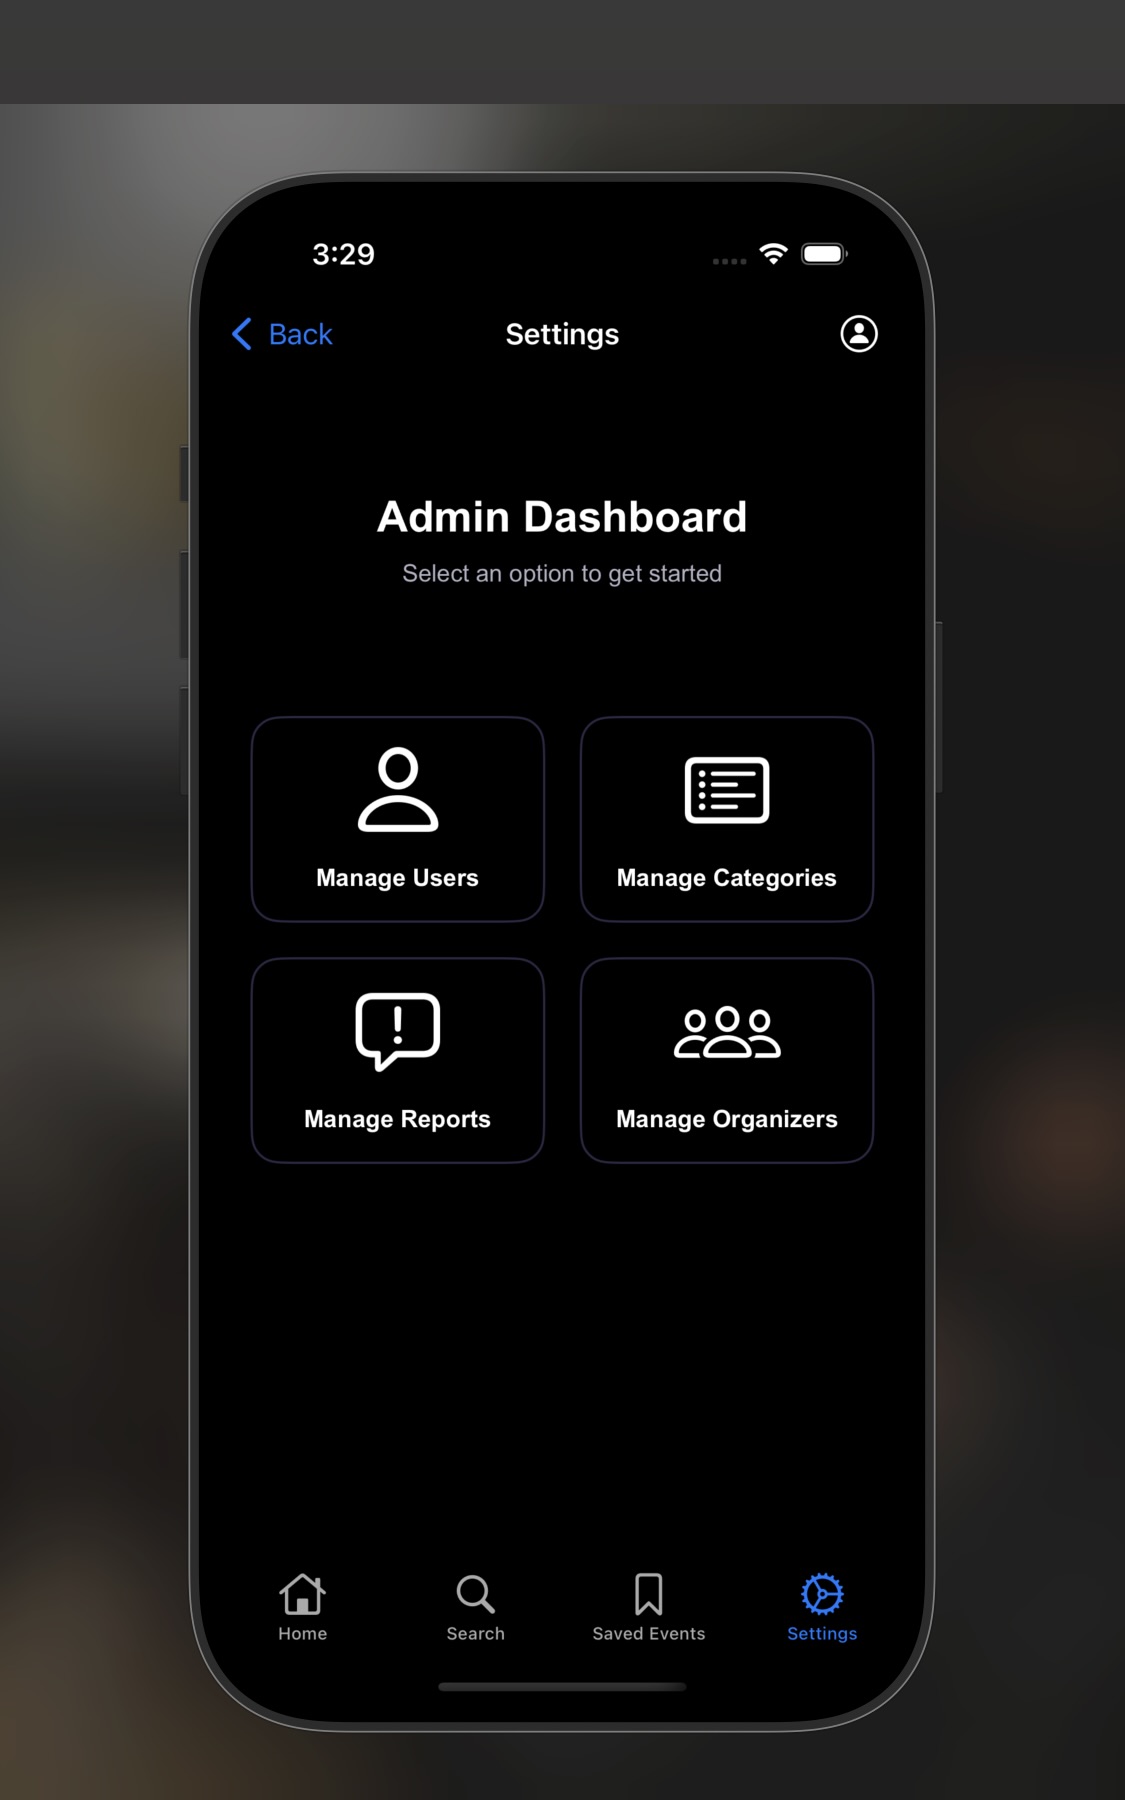 3:29
Back
Settings
Admin Dashboard
Select an option to get started
Manage Users
Manage Categories
Manage Reports
Manage Organizers
Home
Search
Saved Events
Settings